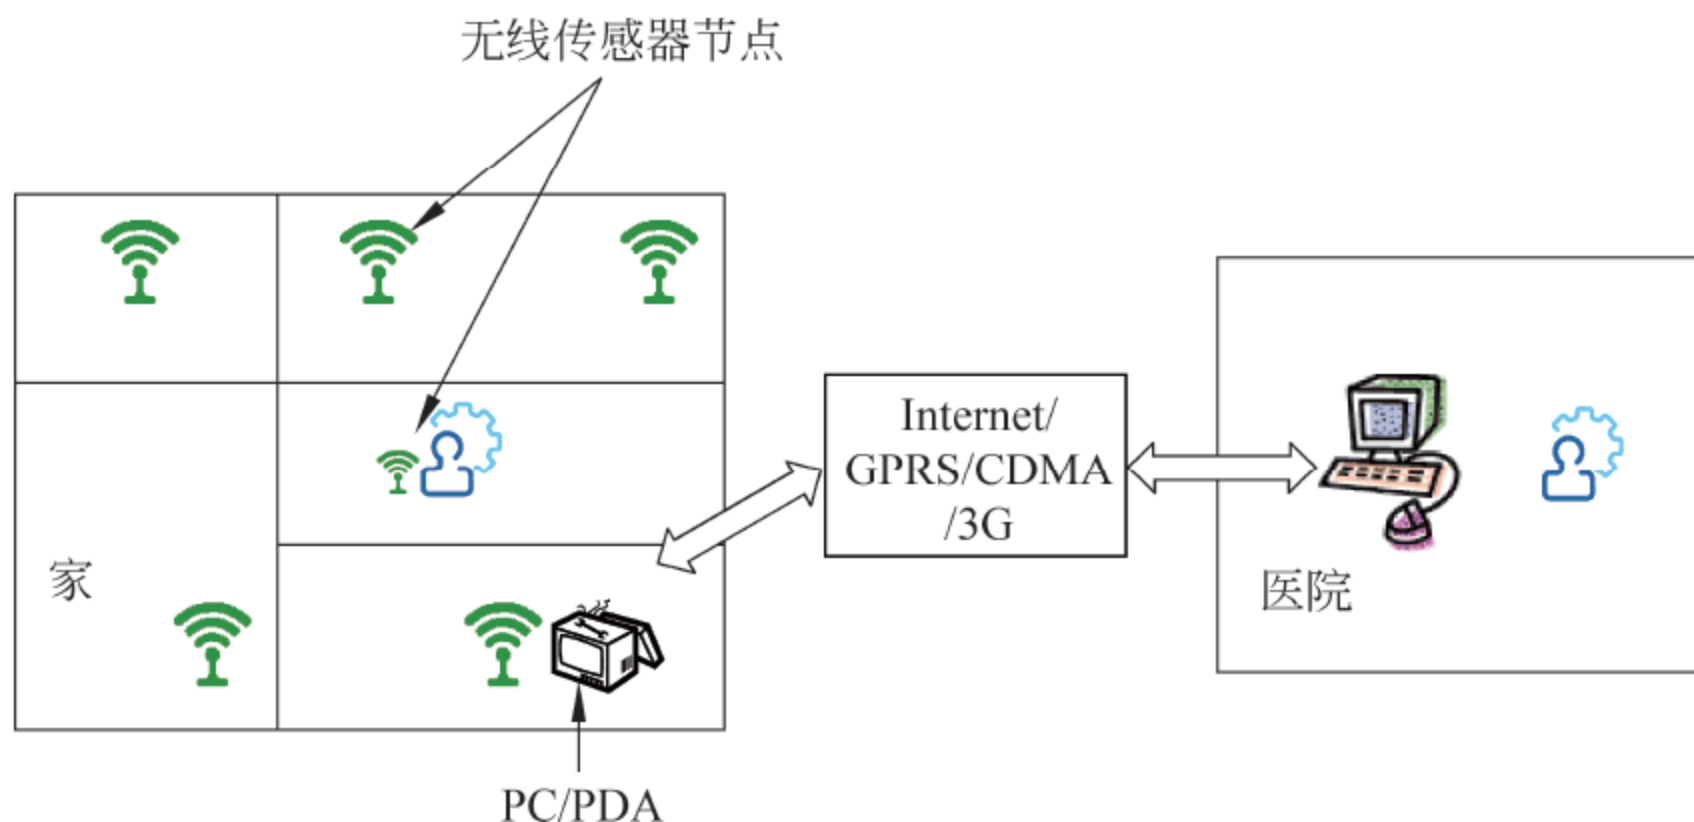 无线传感器节点
家
PC/PDA
Internet/
GPRS/CDMA
/3G
医院